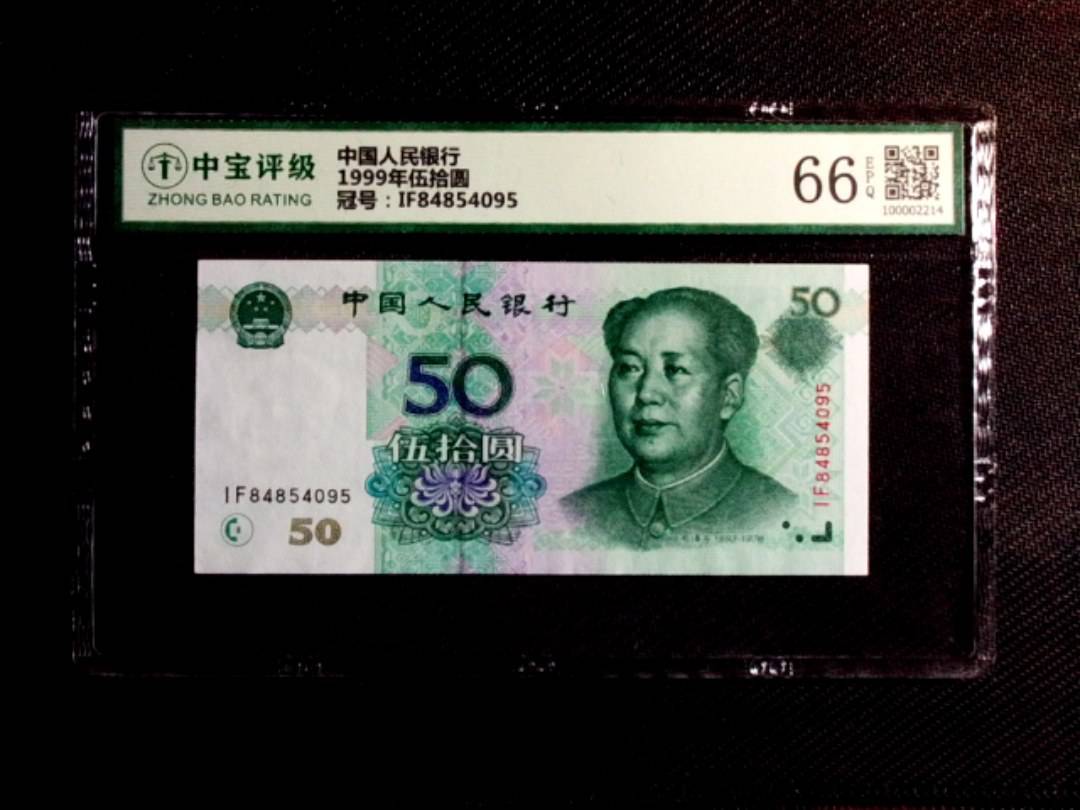 中宝评级
ZHONG BAO RATING
中国人民银行
1999年伍拾圆
冠号：IF84854095
66
EPQ
100002214
中国人民银行
50
50
伍拾圆
IF84854095
IF84854095
50